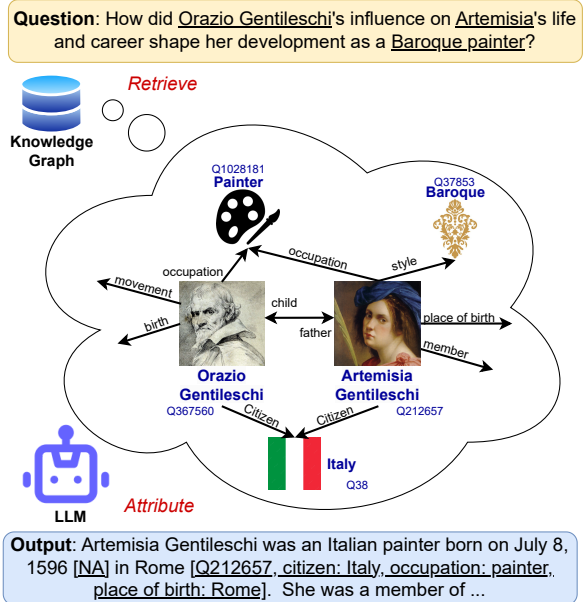 Question: How did Orazio Gentileschi's influence on Artemisia's life
and career shape her development as a Baroque painter?
Retrieve
Knowledge
Graph
Q1028181
Painter
Q37853
Baroque
occupation
occupation
style
movement
birth
child
father
place of birth
member
Orazio
Gentileschi
Q367560
Artemisia
Gentileschi
Q212657
Citizen
Citizen
Italy
Q38
LLM
Attribute
Output: Artemisia Gentileschi was an Italian painter born on July 8,
1596 [NA] in Rome [Q212657, citizen: Italy, occupation: painter,
place of birth: Rome].  She was a member of ...